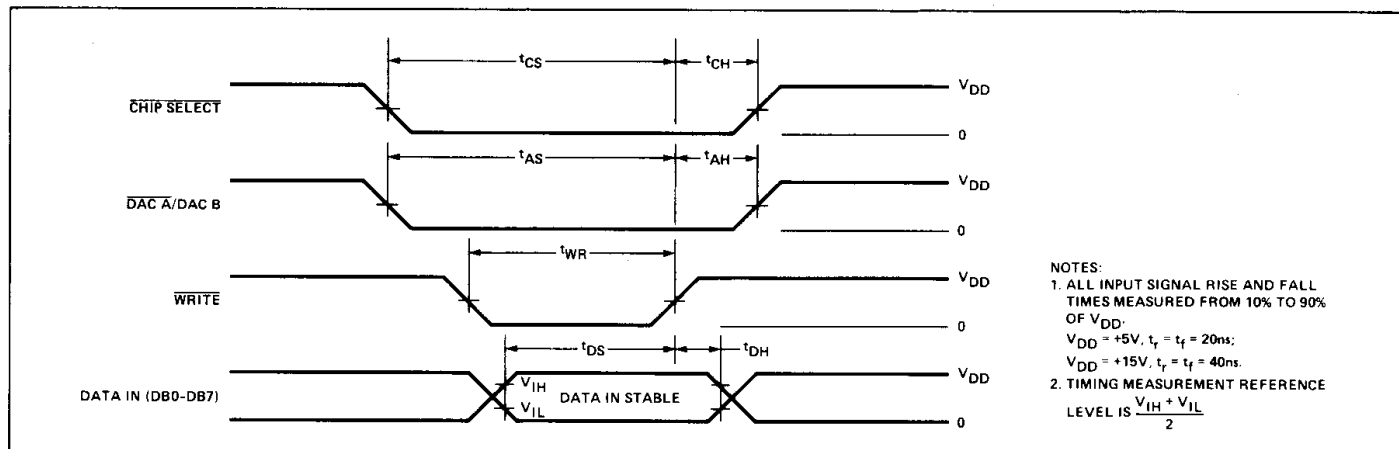 tCS tCH
CHIP SELECT VDD
0
tAS tAH
DAC A/DAC B VDD
0
tWR
WRITE VDD
0
tDS tDH
DATA IN (DB0-DB7) VIH DATA IN STABLE VDD
VIL 0
NOTES:
1. ALL INPUT SIGNAL RISE AND FALL
TIMES MEASURED FROM 10% TO 90%
OF VDD.
VDD = +5V, tr = tf = 20ns;
VDD = +15V, tr = tf = 40ns.
2. TIMING MEASUREMENT REFERENCE
LEVEL IS VIH + VIL
2